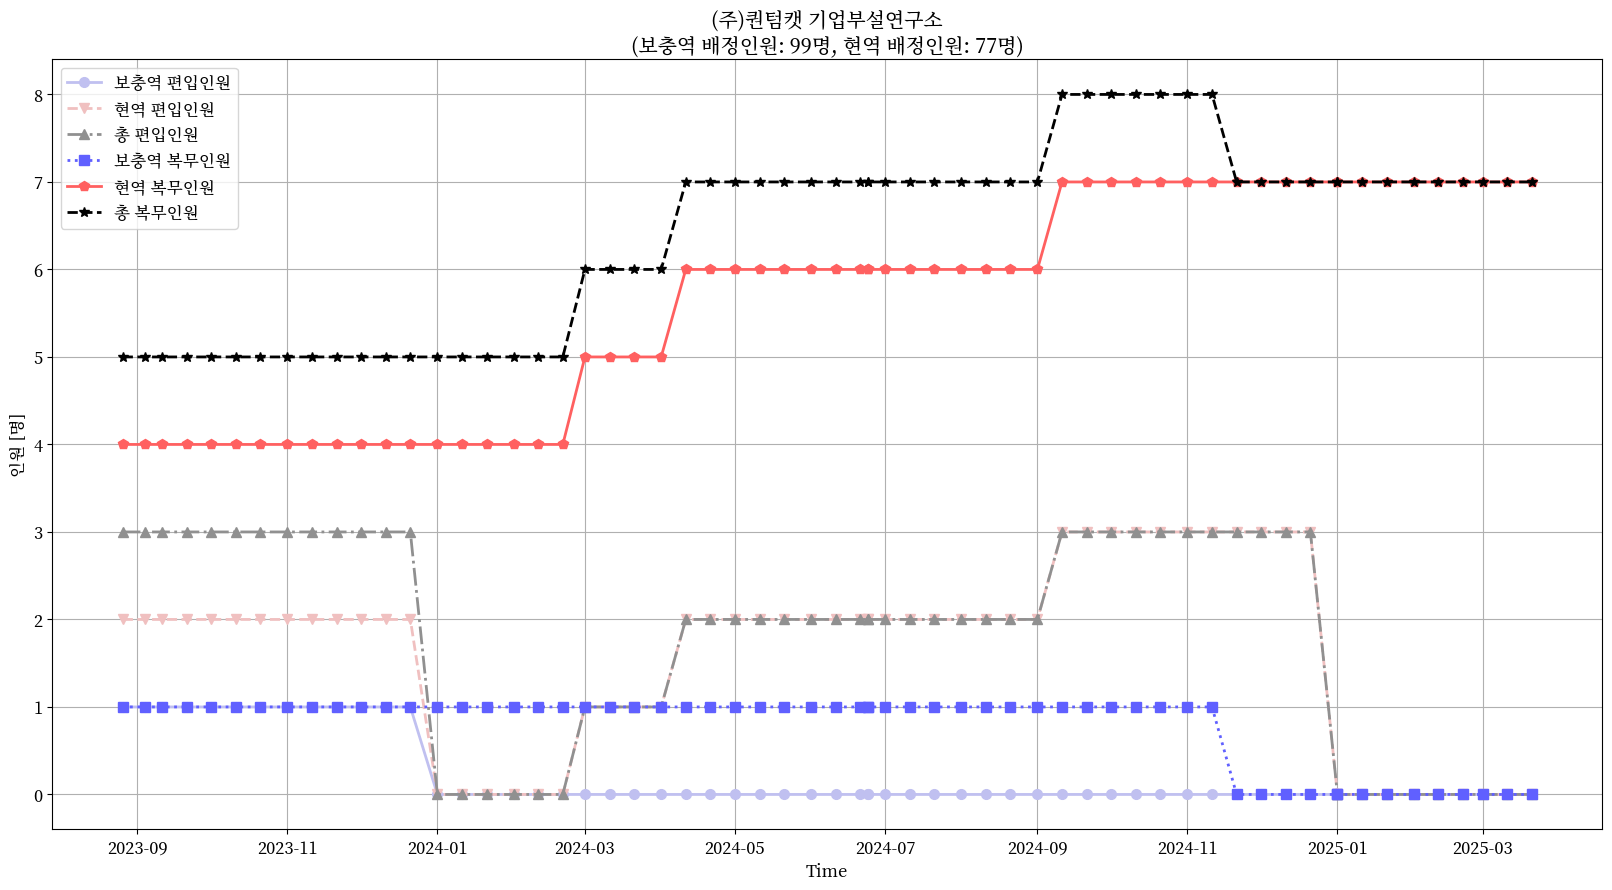 (주)퀀텀캣 기업부설연구소
(보충역 배정인원: 99명, 현역 배정인원: 77명)
보충역 편입인원
현역 편입인원
총 편입인원
보충역 복무인원
현역 복무인원
총 복무인원
인원 [명]
8
7
6
5
4
3
2
1
0
2023-09 2023-11 2024-01 2024-03 2024-05 2024-07 2024-09 2024-11 2025-01 2025-03
Time